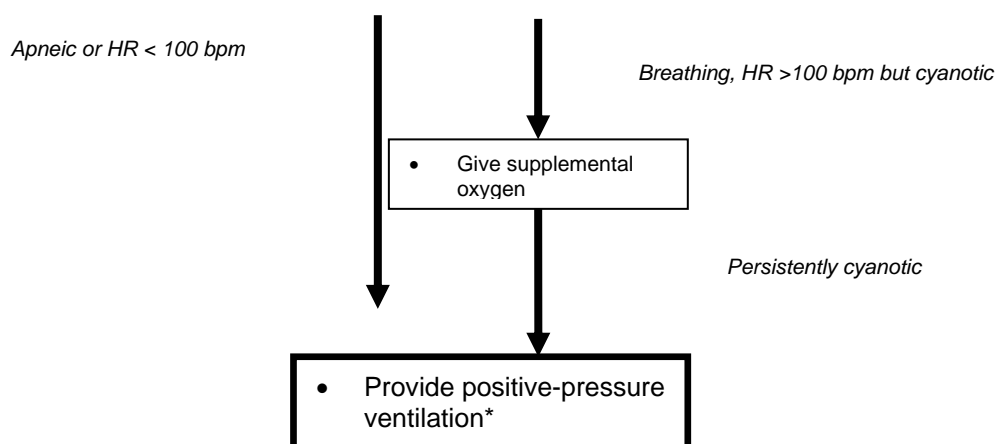 Apneic or HR < 100 bpm
Breathing, HR >100 bpm but cyanotic
• Give supplemental
oxygen
Persistently cyanotic
• Provide positive-pressure
ventilation*